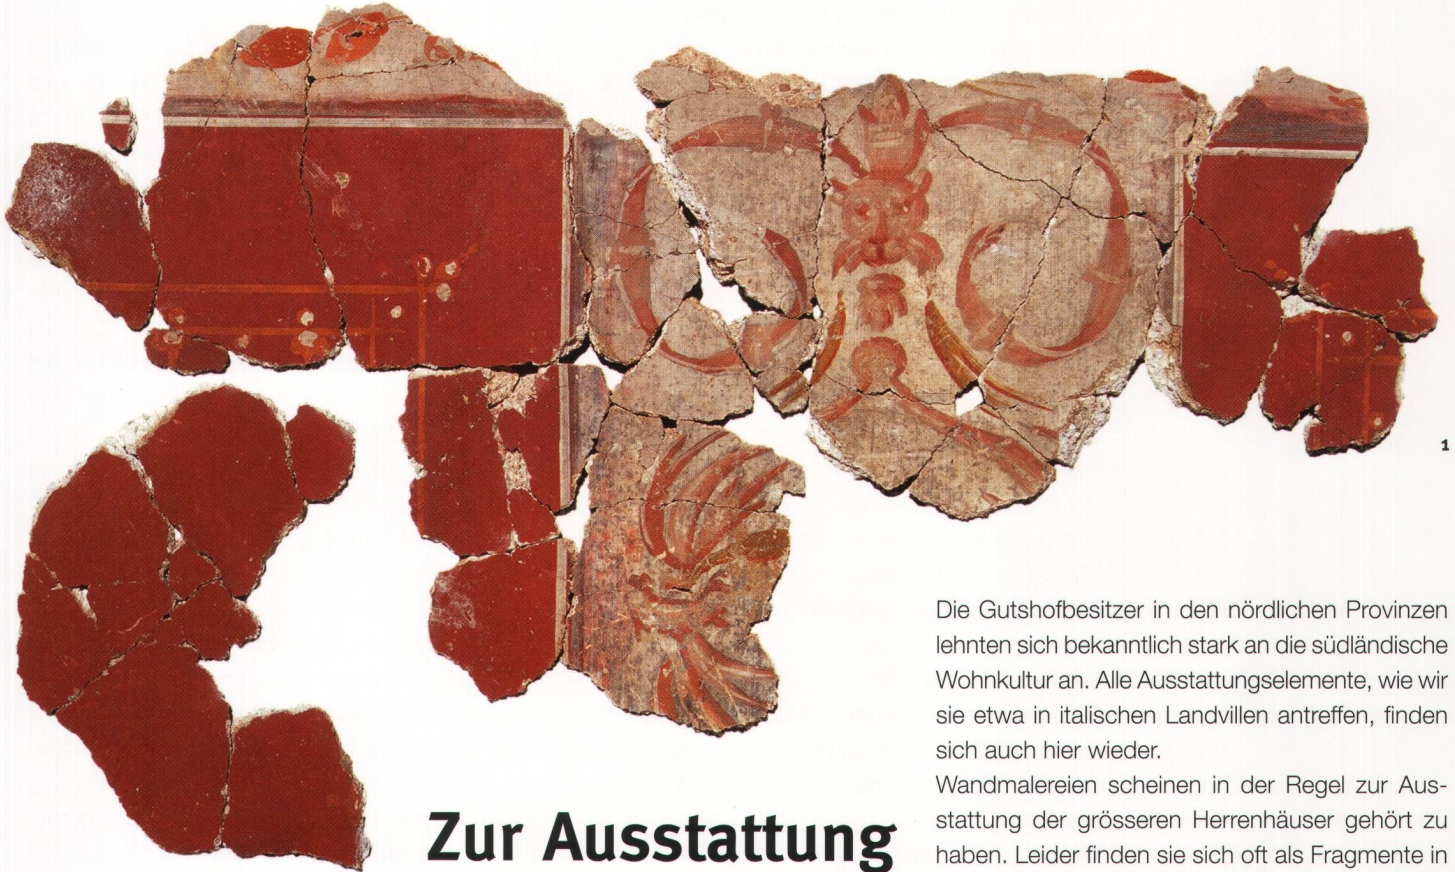 1
Die Gutshofbesitzer in den nördlichen Provinzen
lehnten sich bekanntlich stark an die südländische
Wohnkultur an. Alle Ausstattungselemente, wie wir
sie etwa in italischen Landvillen antreffen, finden
sich auch hier wieder.
Wandmalereien scheinen in der Regel zur Aus-
stattung der grösseren Herrenhäuser gehört zu
haben. Leider finden sie sich oft als Fragmente in
Zur Ausstattung